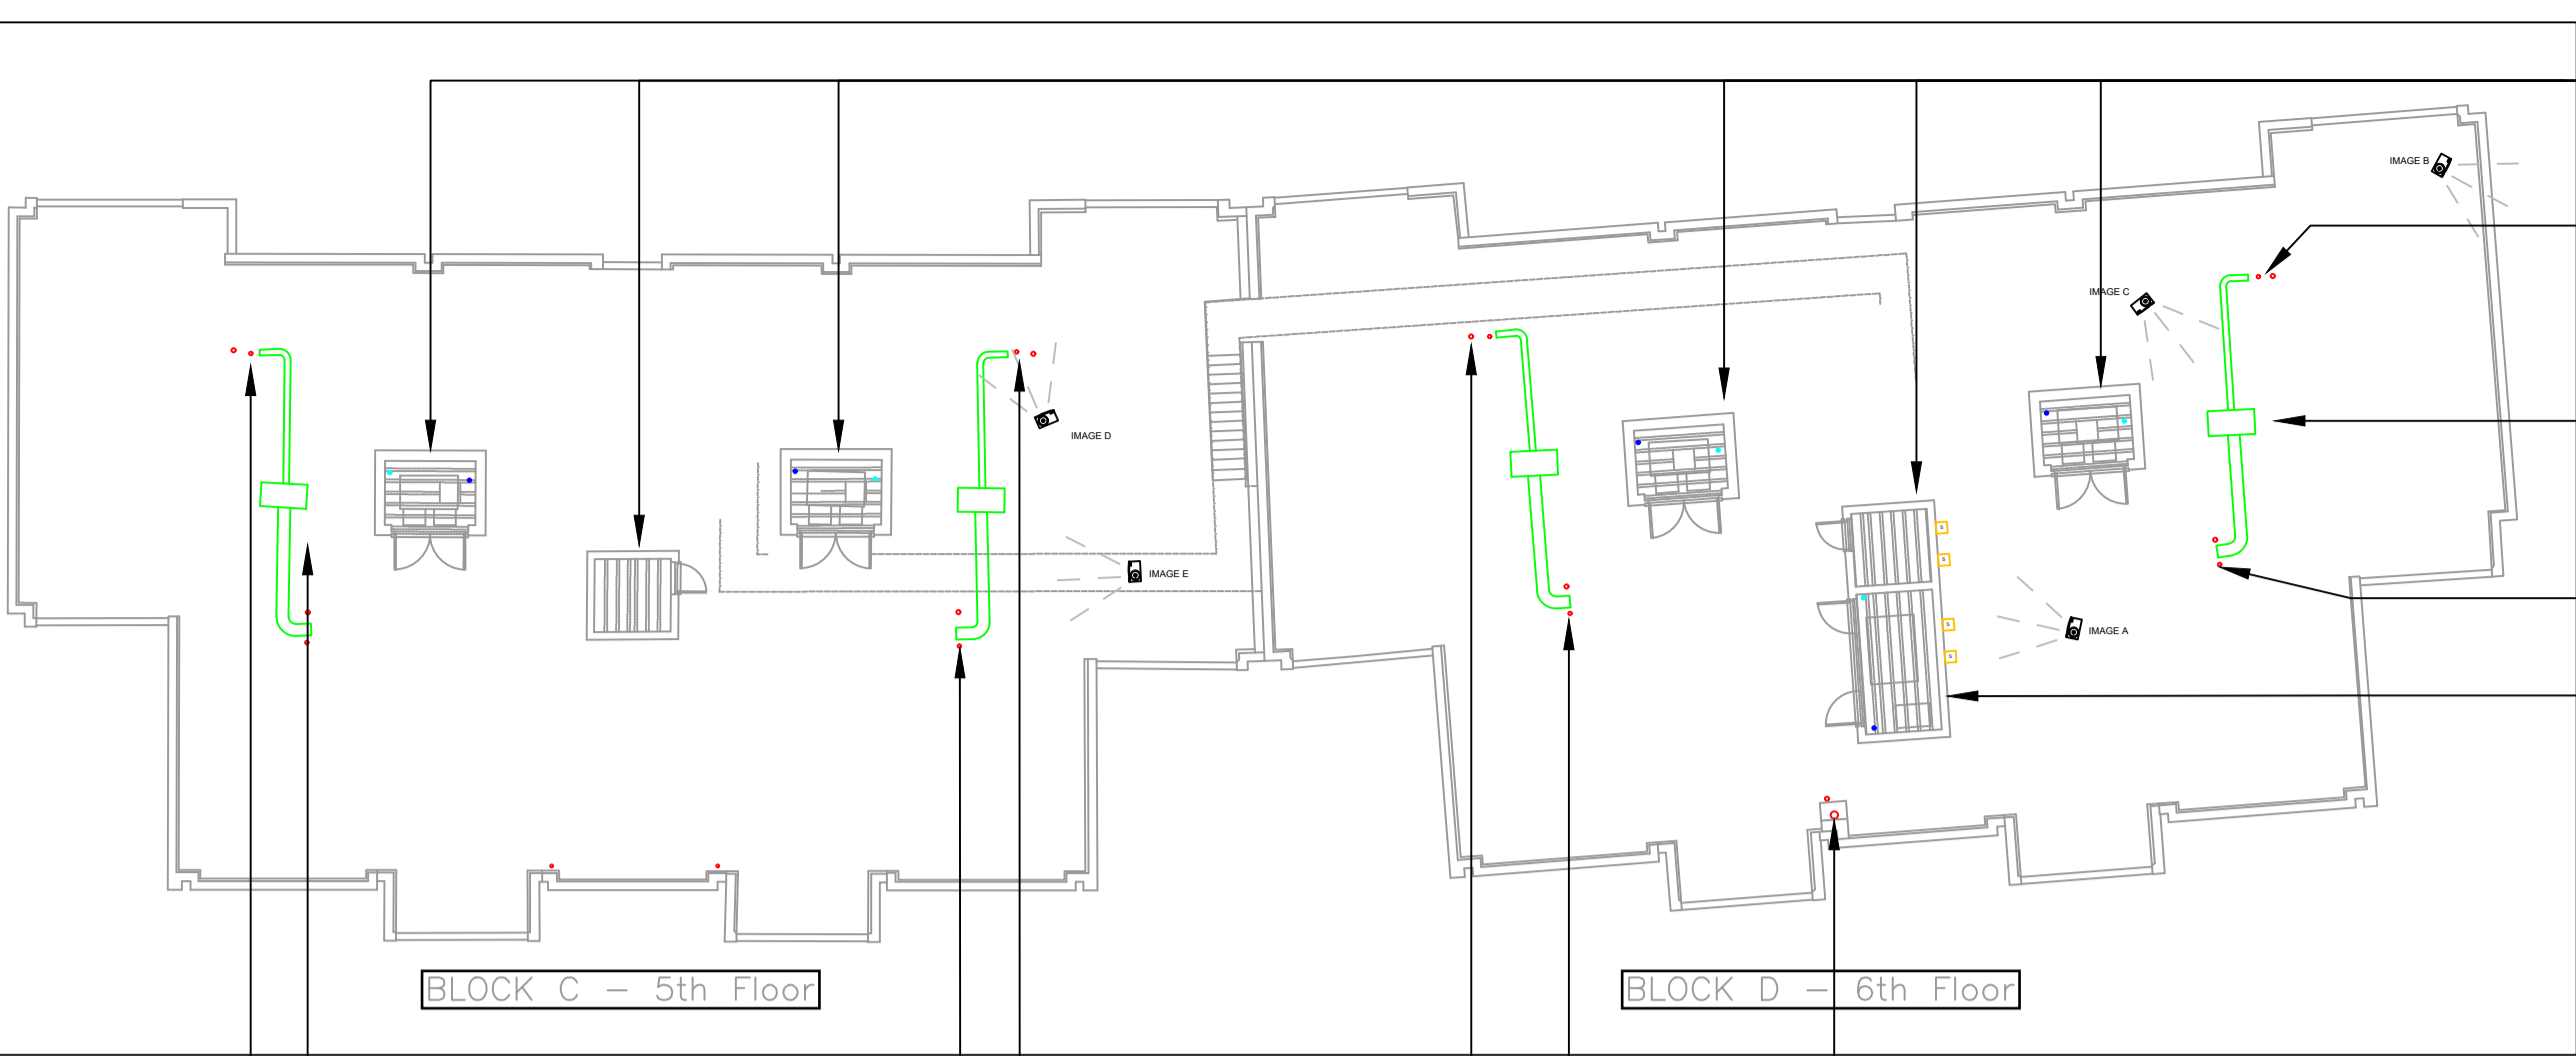 IMAGE B
IMAGE C
IMAGE D
IMAGE E
S
S
S
IMAGE A
S
BLOCK C - 5th Floor
BLOCK D - 6th Floor